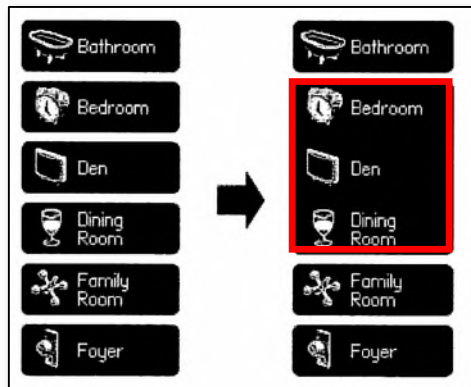 Bathroom
Bedroom
Den
Dining
Room
Family
Room
Foyer
Bathroom
Bedroom
Den
Dining
Room
Family
Room
Foyer